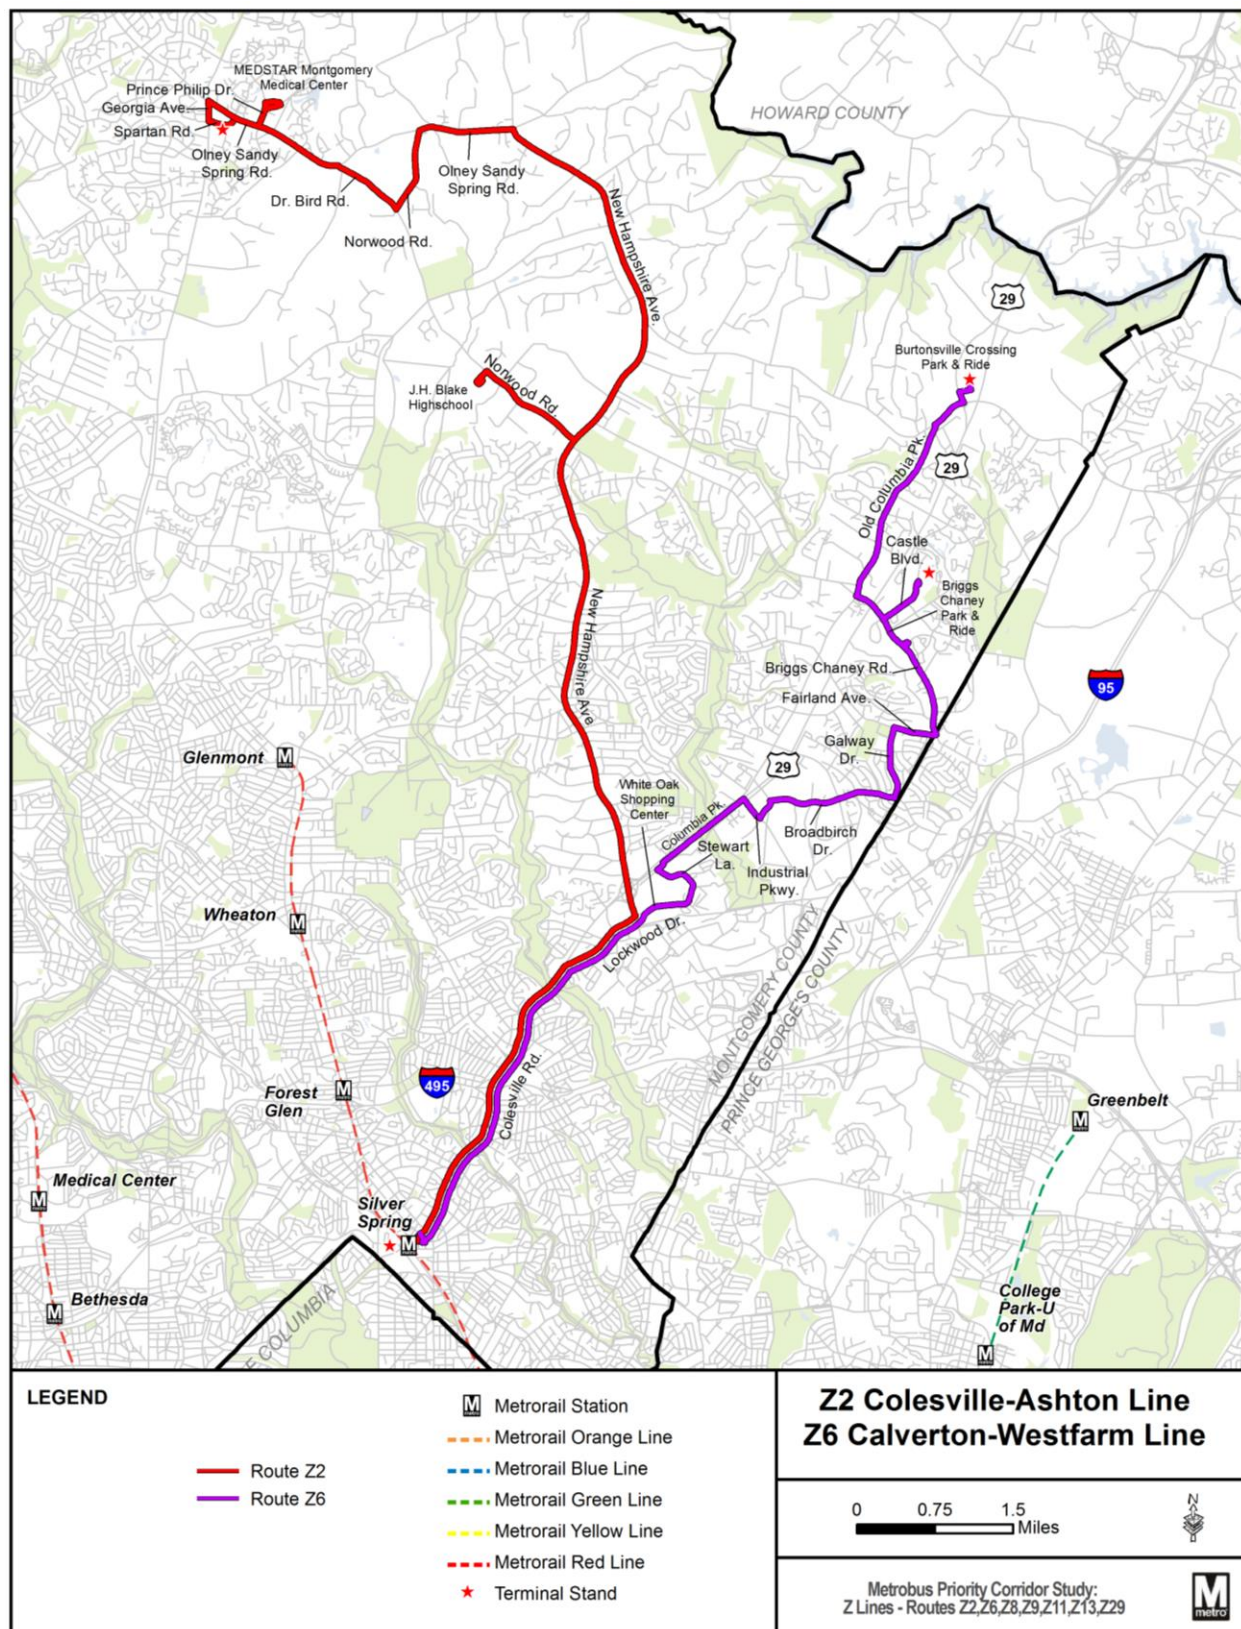 MEDSTAR Montgomery
Medical Center
Prince Philip Dr.
Georgia Ave.
Spartan Rd.
Olney Sandy
Spring Rd.
Dr. Bird Rd.
Norwood Rd.
Olney Sandy
Spring Rd.
HOWARD COUNTY
New Hampshire Ave.
29
Burtonsville Crossing
Park & Ride
Norwood Rd.
J.H. Blake
Highschool
Old Columbia Pk.
29
Castle
Blvd.
Briggs
Chaney
Park &
Ride
New Hampshire Ave
Briggs Chaney Rd.
95
Fairland Ave.
Galway
Dr.
Glenmont
M
29
White Oak
Shopping
Center
Columbia Pk.
Stewart
La.
Broadbirch
Dr.
Industrial
Pkwy.
Wheaton
M
Lockwood Dr.
MONTGOMERY COUNTY
PRINCE GEORGE'S COUNTY
Colesville Rd.
495
Forest
Glen
M
Greenbelt
M
Medical Center
M
Silver
Spring
M
Bethesda
M
E COLUMBIA
College
Park-U
of Md
M
LEGEND
Route Z2
Route Z6
M Metrorail Station
Metrorail Orange Line
Metrorail Blue Line
Metrorail Green Line
Metrorail Yellow Line
Metrorail Red Line
Terminal Stand
Z2 Colesville-Ashton Line
Z6 Calverton-Westfarm Line
0 0.75 1.5
Miles
N
Metrobus Priority Corridor Study:
Z Lines - Routes Z2,Z6,Z8,Z9,Z11,Z13,Z29
M
metro